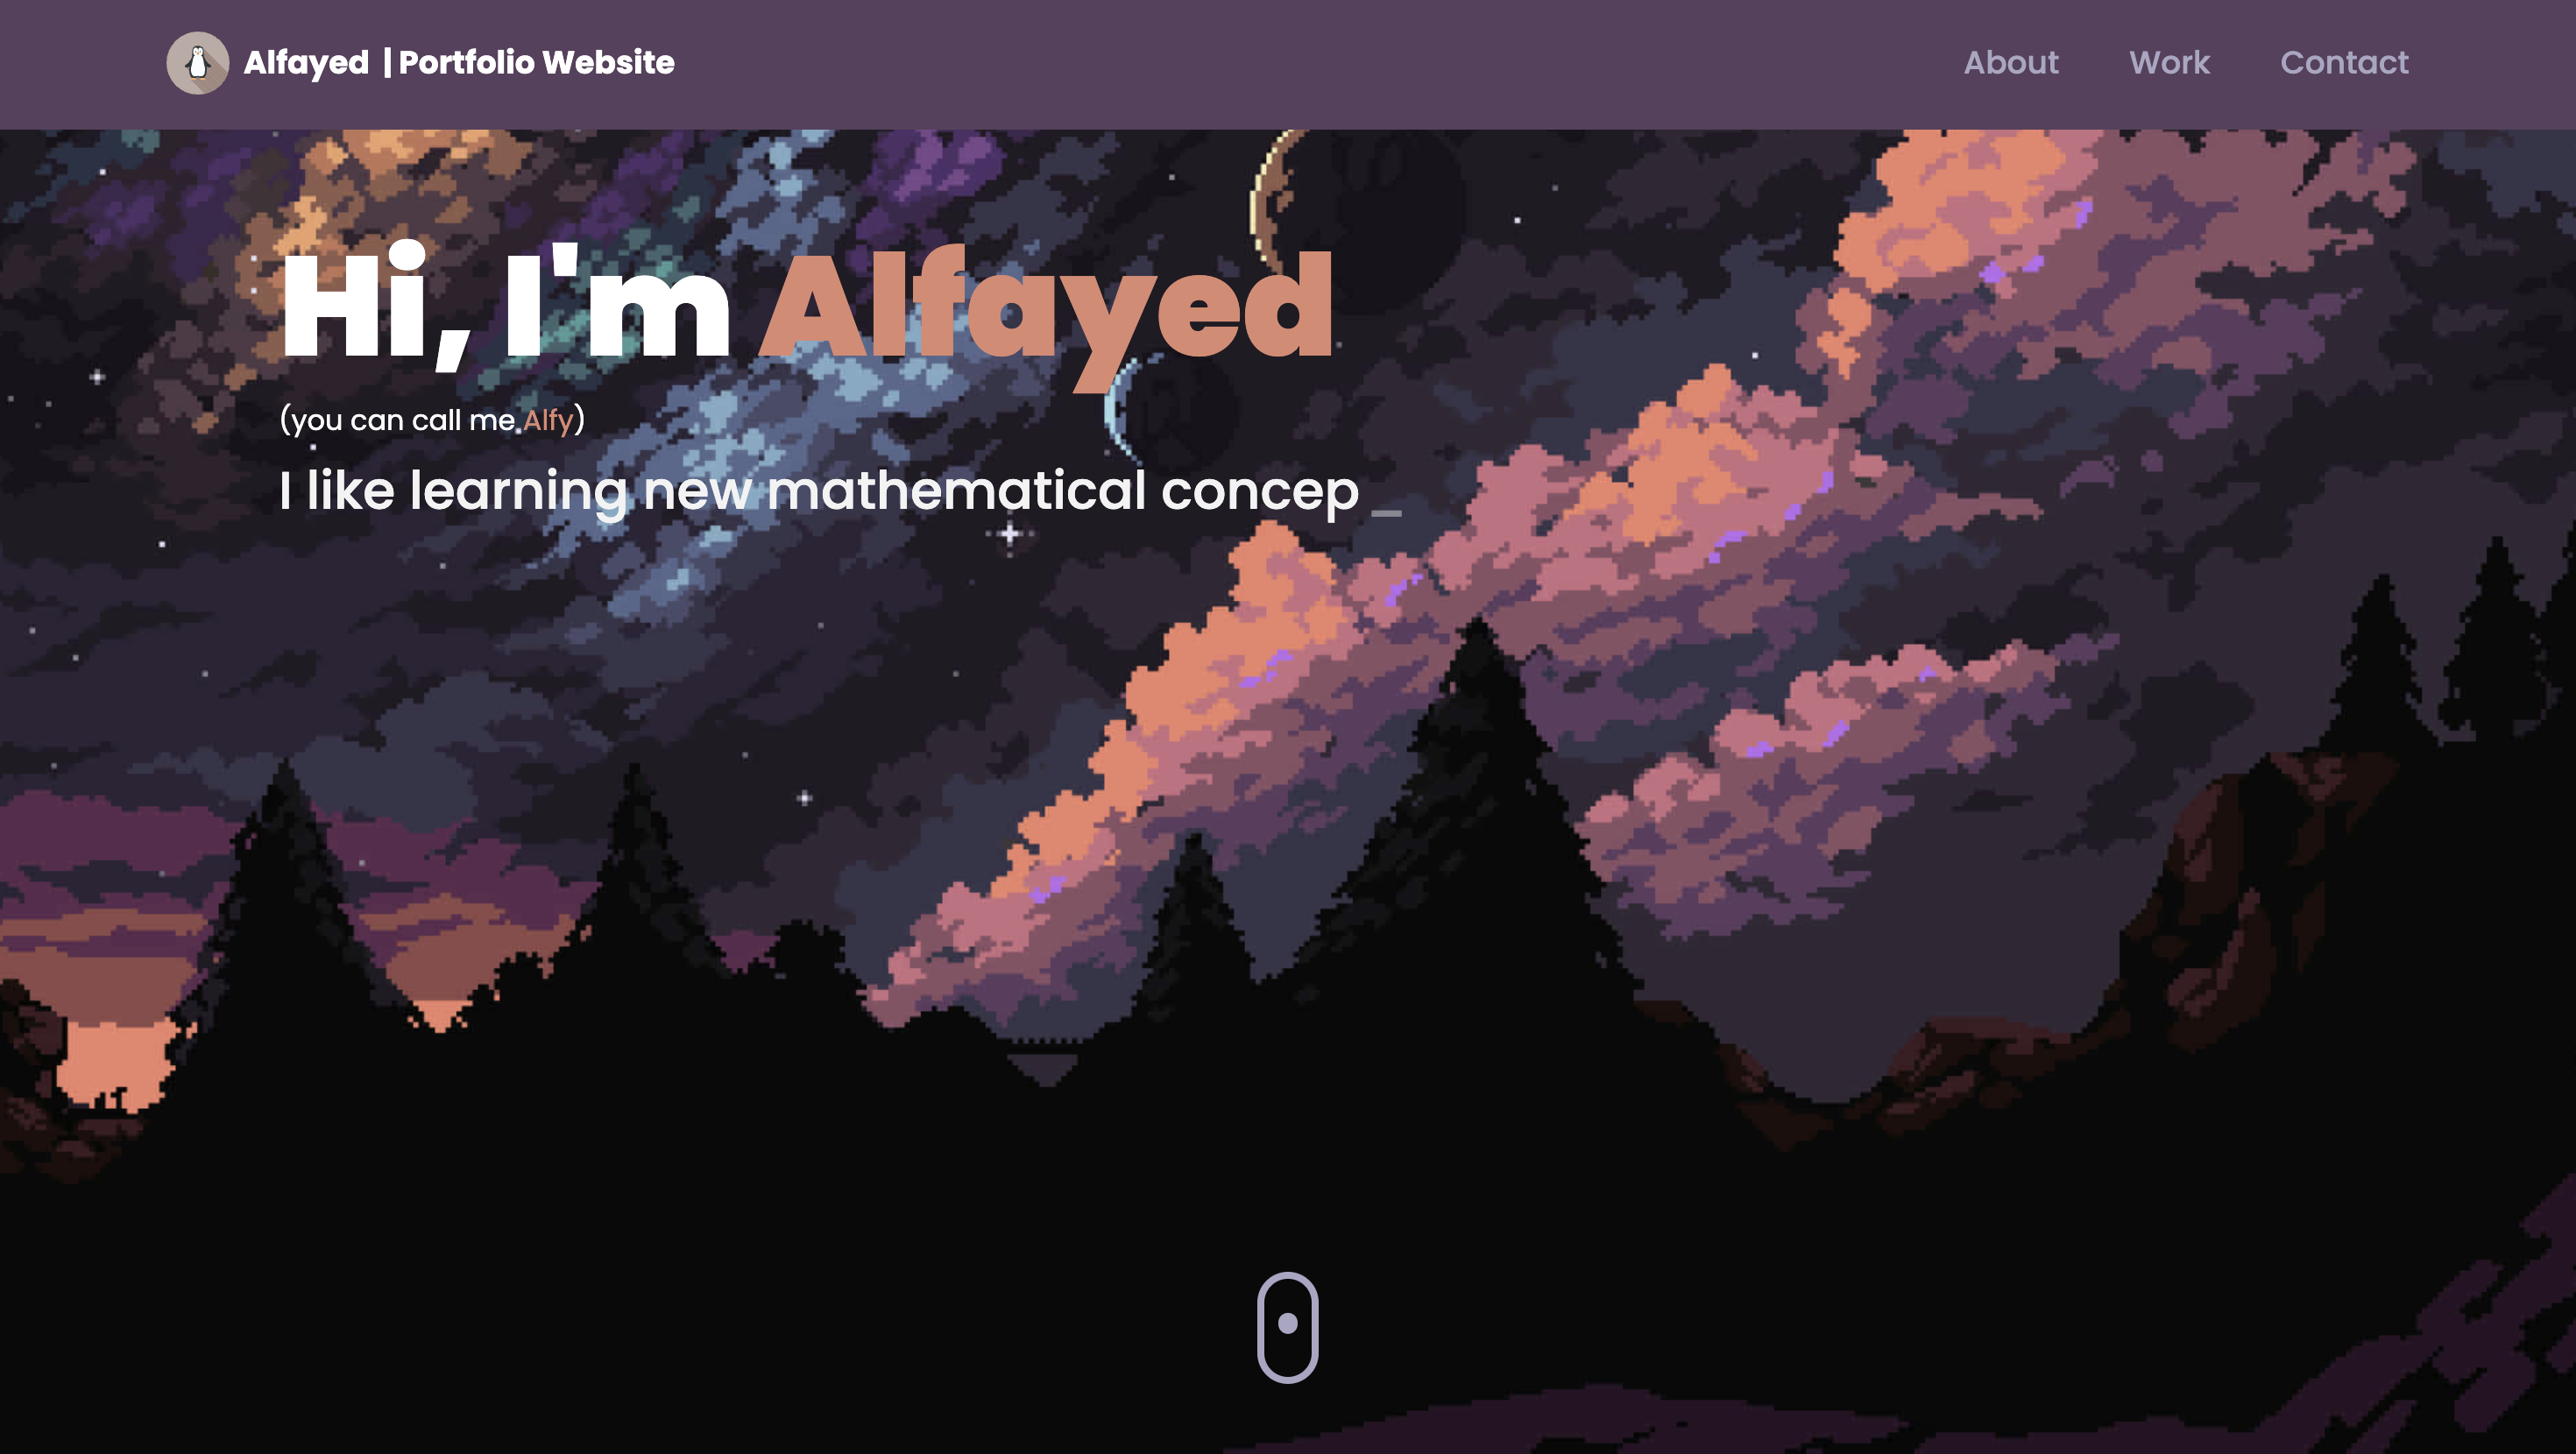 Alfayed | Portfolio Website
About Work Contact
Hi, I'm Alfayed
(you can call me Alfy)
I like learning new mathematical concep _